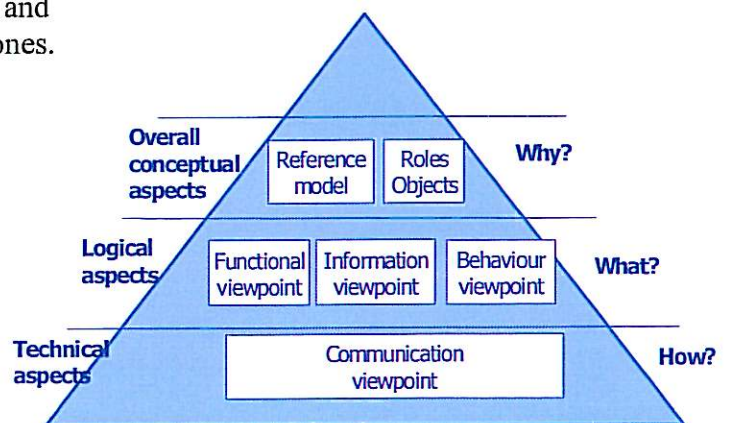 and
ones.
Overall
conceptual
aspects
Reference
model
Roles
Objects
Why?
Logical
aspects
Functional
viewpoint
Information
viewpoint
Behaviour
viewpoint
What?
Technical
aspects
Communication
viewpoint
How?